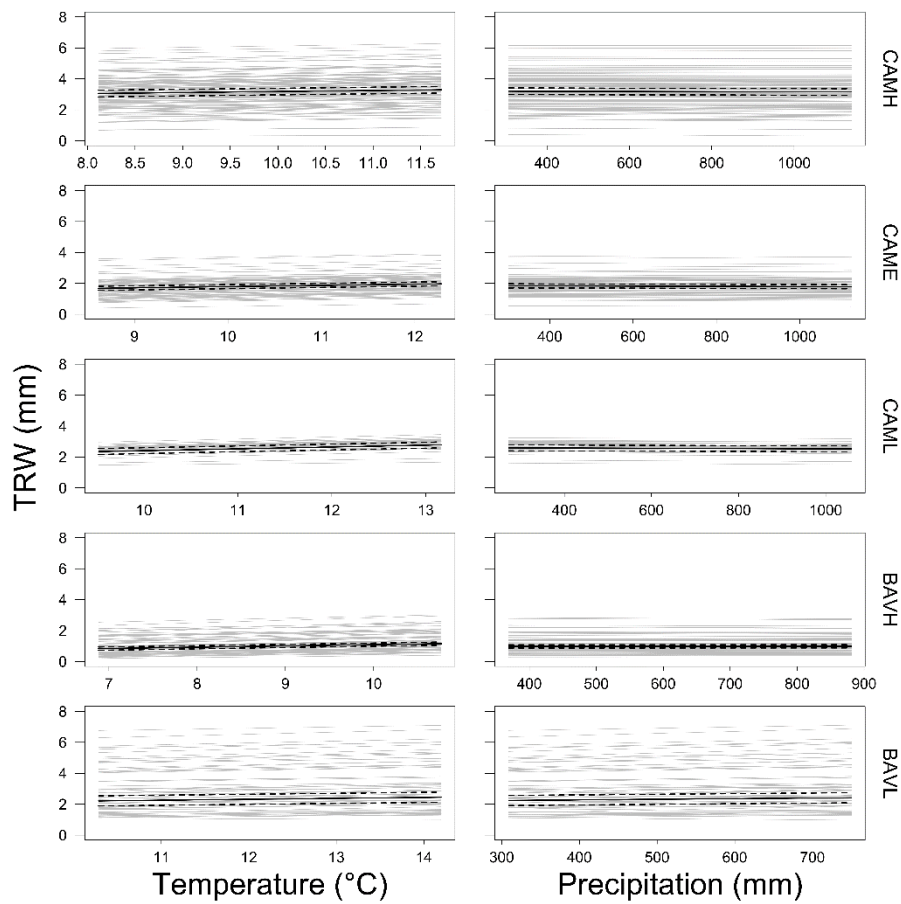 8
6
4
2
0
8.0 8.5 9.0 9.5 10.0 10.5 11.0 11.5
400 600 800 1000
CAMH
8
6
4
2
0
9 10 11 12
400 600 800 1000
CAME
8
6
4
2
0
10 11 12 13
400 600 800 1000
CAML
TRW (mm)
8
6
4
2
0
7 8 9 10
400 500 600 700 800 900
BAVH
8
6
4
2
0
11 12 13 14
300 400 500 600 700
BAVL
Temperature (°C)
Precipitation (mm)